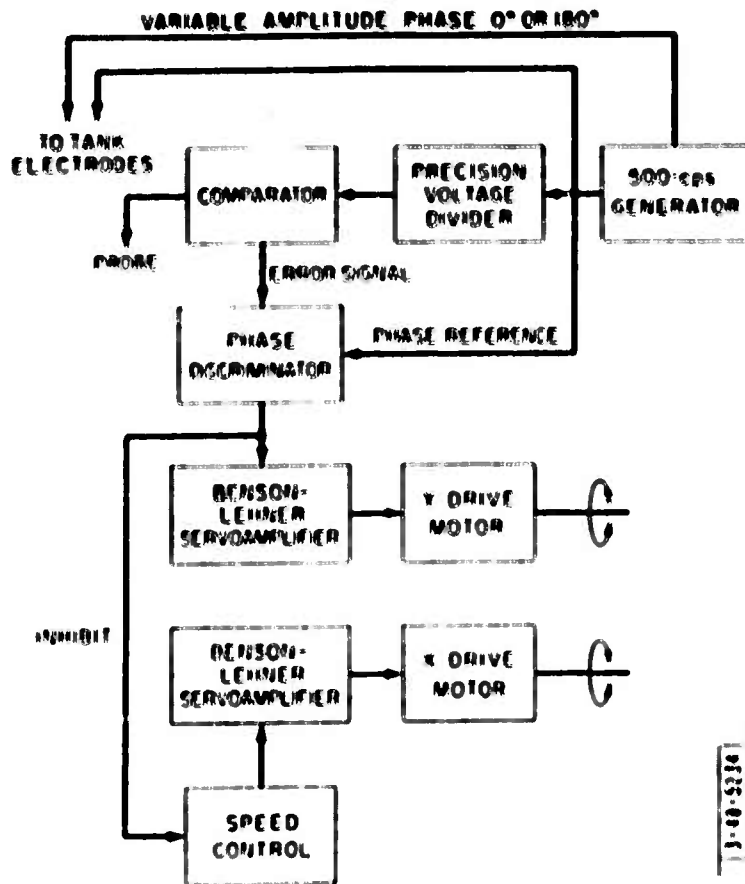 VARIABLE AMPLITUDE PHASE 0° OR 180°
TO TANK
ELECTRODES
COMPARATOR
PRECISION
VOLTAGE
DIVIDER
500-cps
GENERATOR
PROBE
ERROR SIGNAL
PHASE
DISCRIMINATOR
PHASE REFERENCE
BENSON-
LEHNER
SERVOAMPLIFIER
Y DRIVE
MOTOR
INHIBIT
BENSON-
LEHNER
SERVOAMPLIFIER
X DRIVE
MOTOR
SPEED
CONTROL